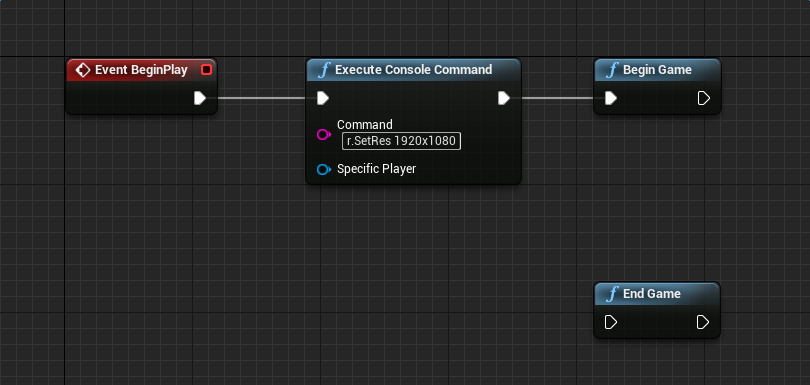 Event BeginPlay
Execute Console Command
Begin Game
Command
r.SetRes 1920x1080
Specific Player
End Game